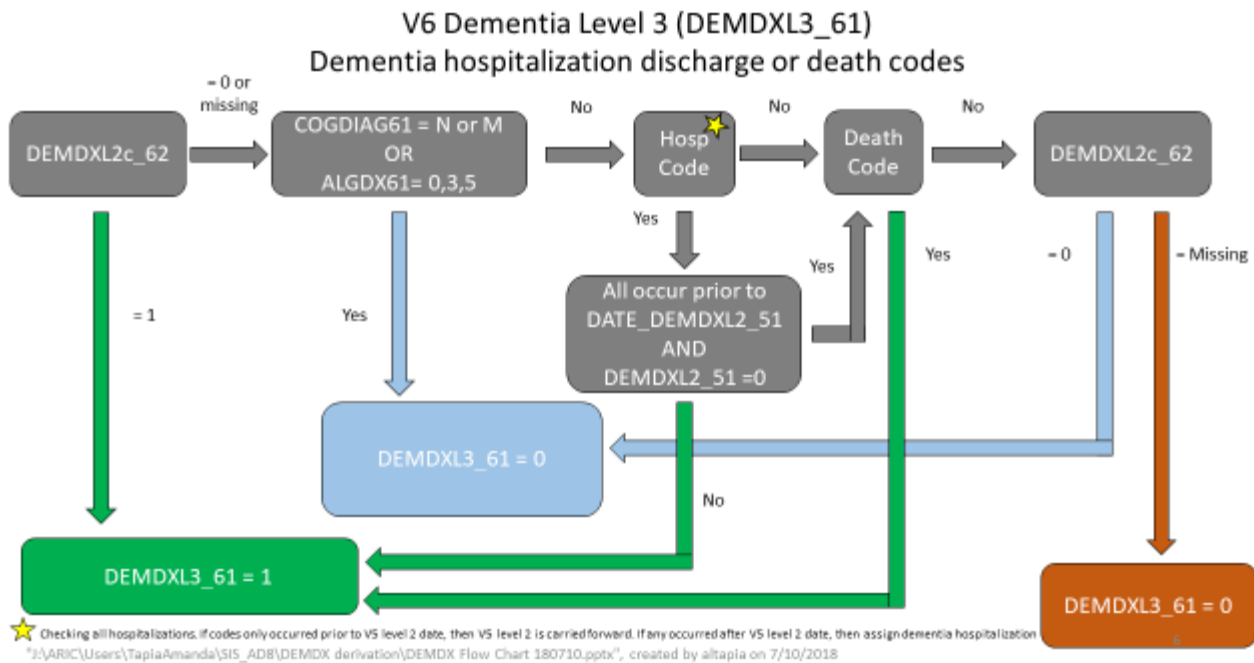 V6 Dementia Level 3 (DEMDXL3_61)
Dementia hospitalization discharge or death codes
= 0 or
missing
No
No
No
DEMDXL2c_62
COGDIAG61 = N or M
OR
ALGDX61= 0,3,5
Hosp
Code
Death
Code
DEMDXL2c_62
Yes
Yes
Yes
= 0
= Missing
= 1
Yes
All occur prior to
DATE_DEMDXL2_51
AND
DEMDXL2_51 =0
DEMDXL3_61 = 0
No
DEMDXL3_61 = 1
DEMDXL3_61 = 0
Checking all hospitalizations. If codes only occurred prior to V5 level 2 date, then V5 level 2 is carried forward. If any occurred after V5 level 2 date, then assign dementia hospitalization
6
"J:\ARIC\Users\TapiaAmanda\SIS_AD8\DEMDX derivation\DEMDX Flow Chart 180710.pptx", created by altapia on 7/10/2018